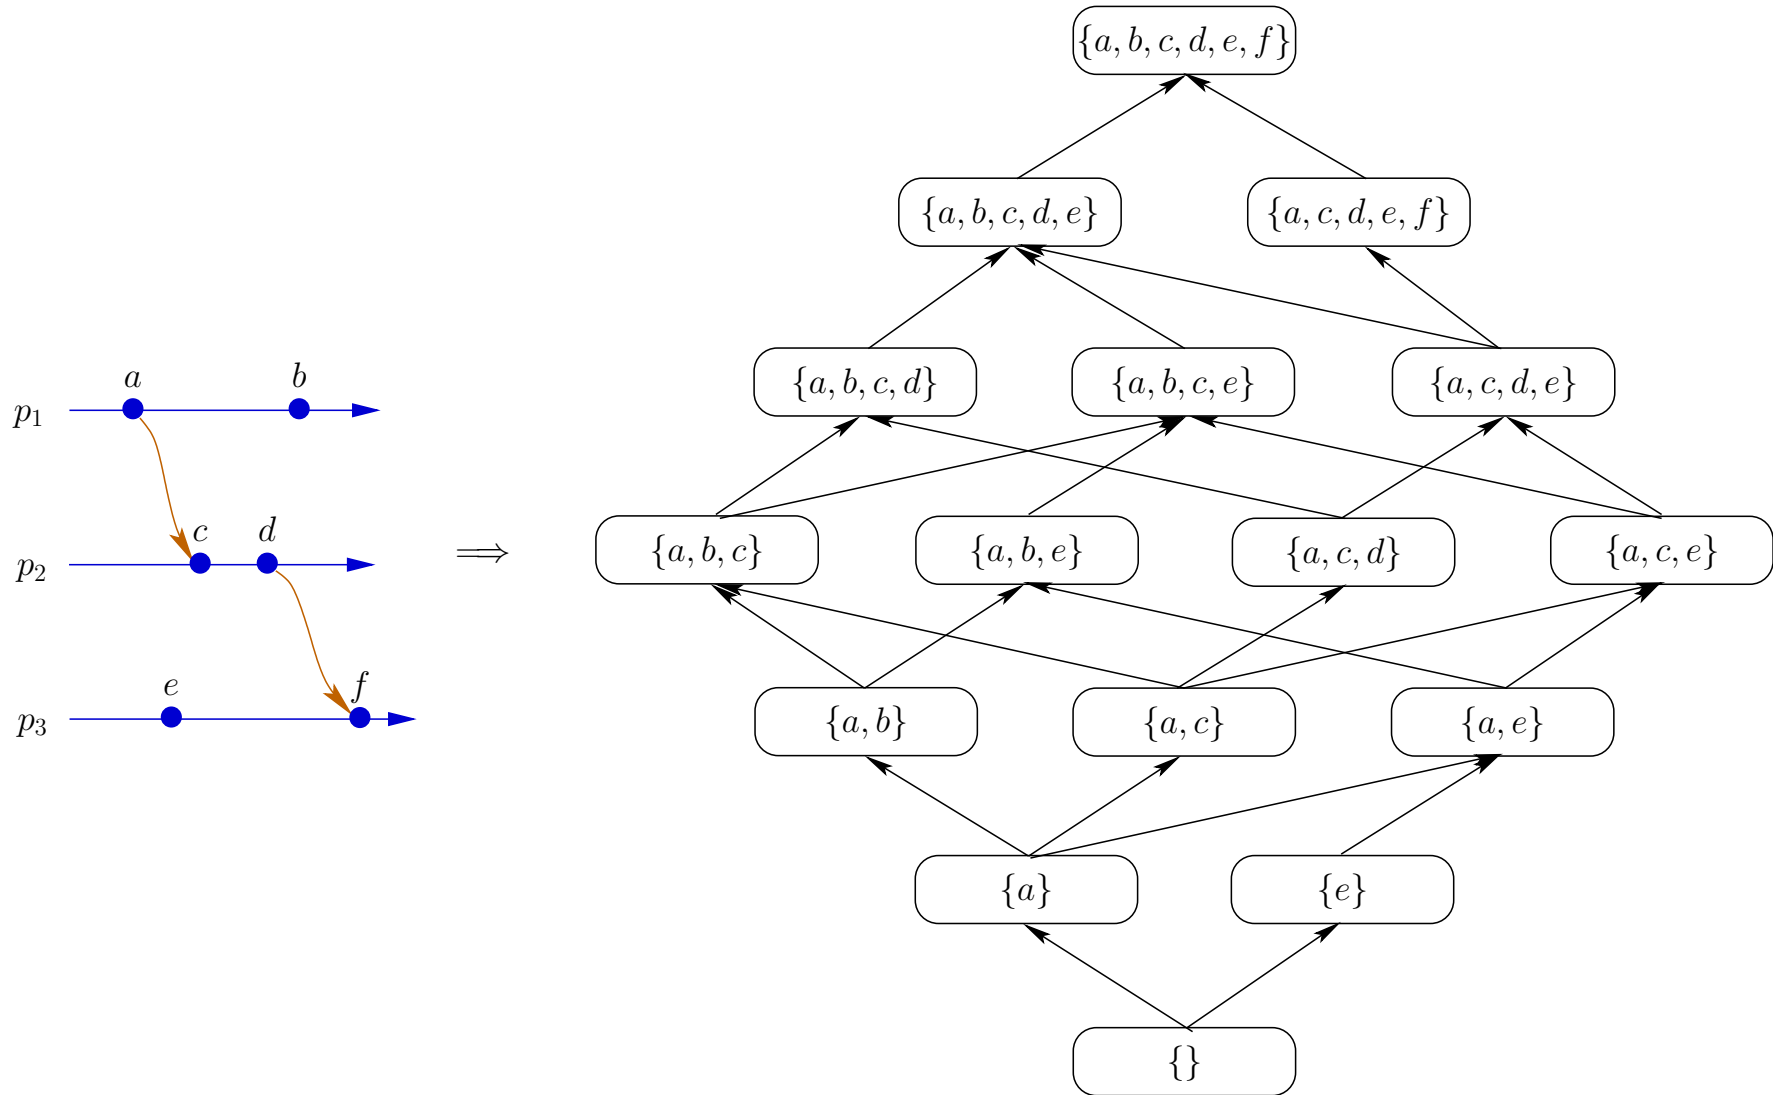 {a, b, c, d, e, f}
{a, b, c, d, e} {a, c, d, e, f}
{a, b, c, d} {a, b, c, e} {a, c, d, e}
a b
p₁
c d
{a, b, c} {a, b, e} {a, c, d} {a, c, e}
p₂ ⟹
e f
p₃
{a, b} {a, c} {a, e}
{a} {e}
{}